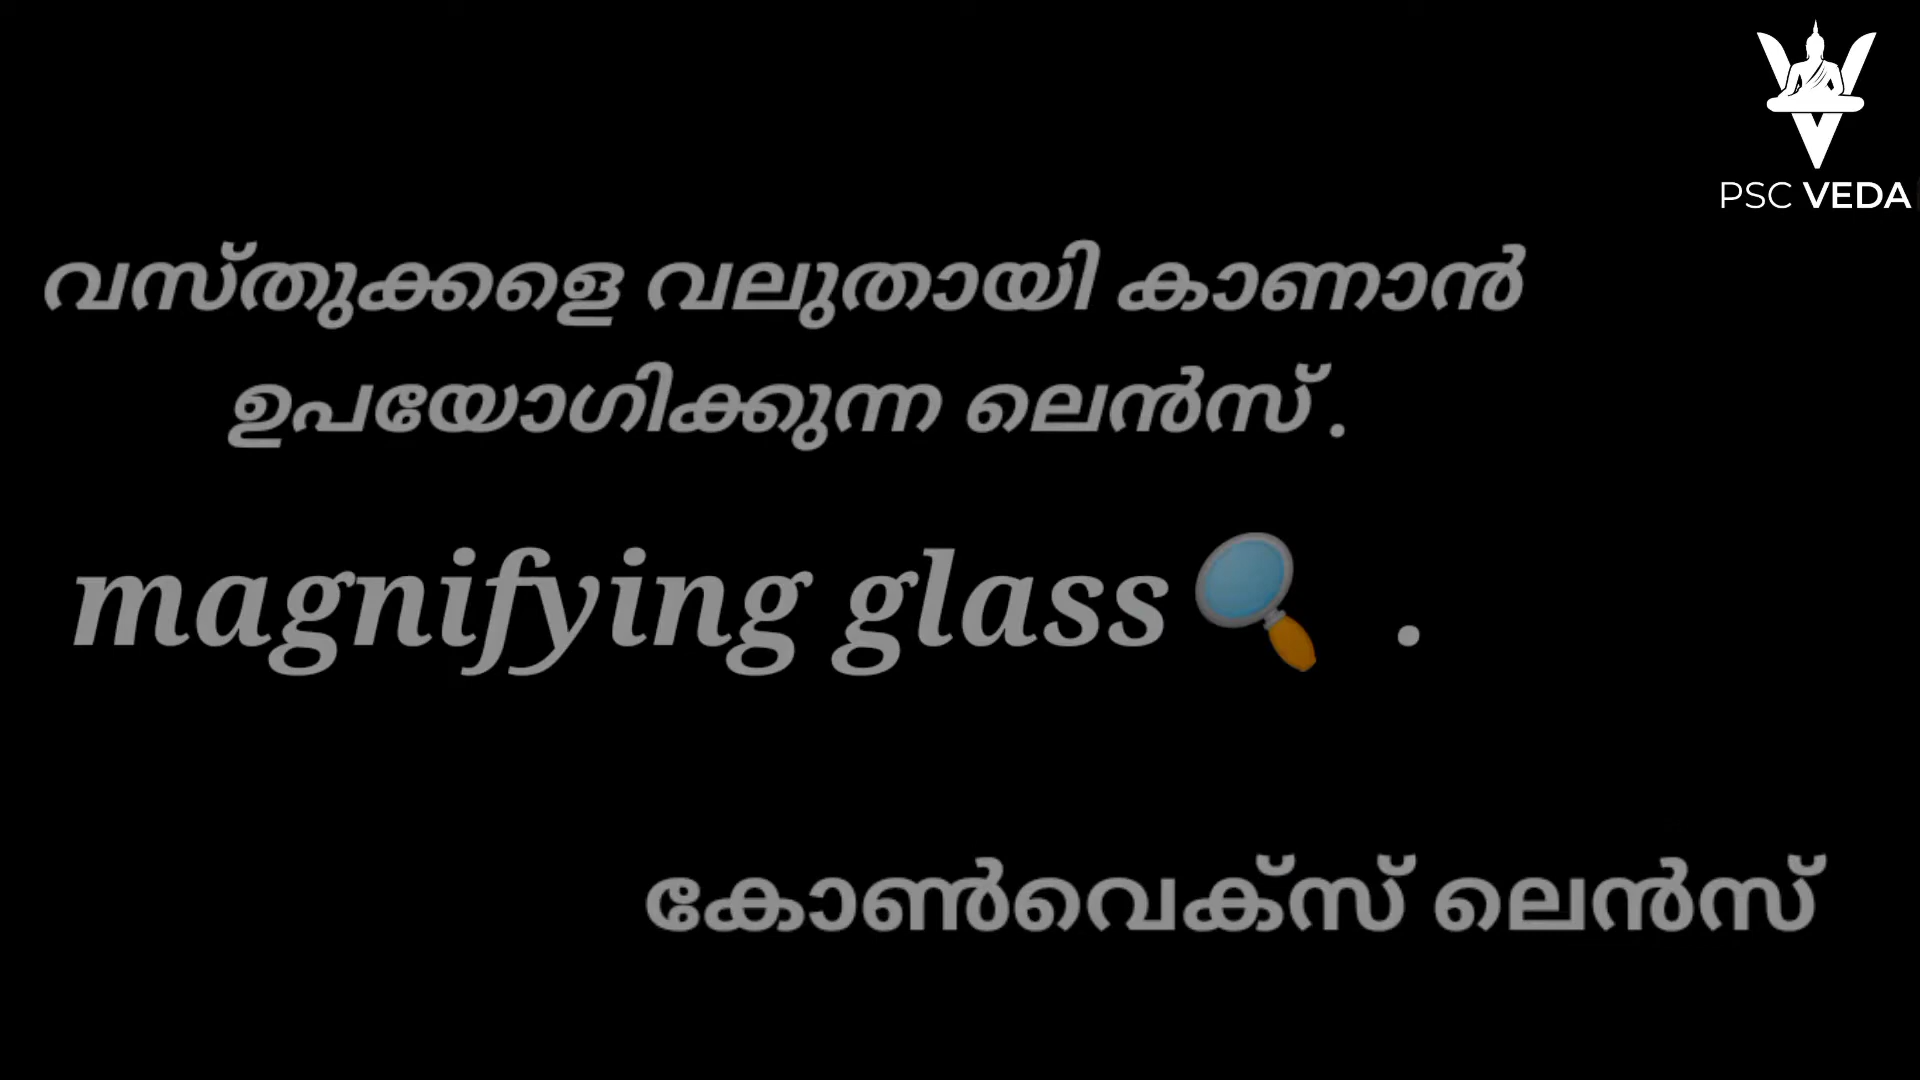 PSC VEDA
വസ്തുക്കളെ വലുതായി കാണാൻ
ഉപയോഗിക്കുന്ന ലെൻസ്.
magnifying glass🔍 .
കോൺവെക്സ് ലെൻസ്